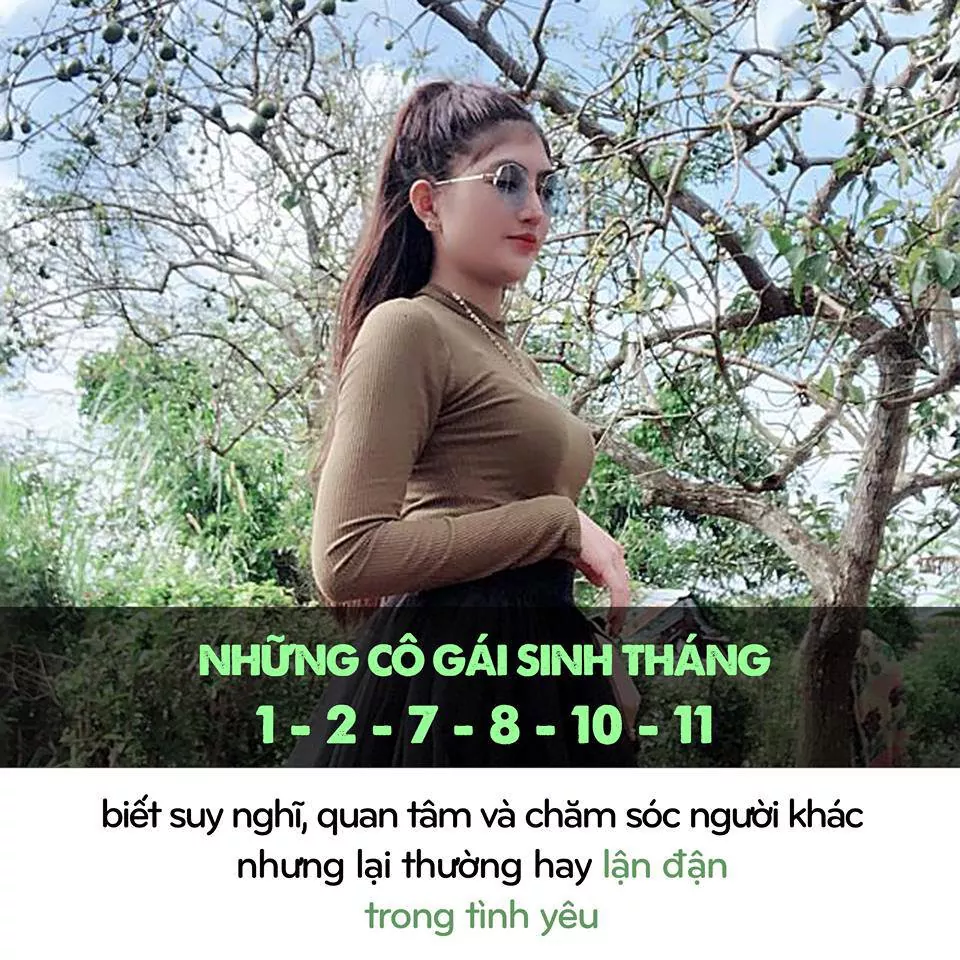 NHỮNG CÔ GÁI SINH THÁNG
1 - 2 - 7 - 8 - 10 - 11
biết suy nghĩ, quan tâm và chăm sóc người khác
nhưng lại thường hay lận đận
trong tình yêu